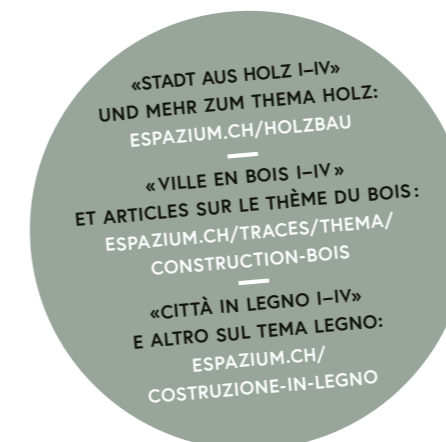 «STADT AUS HOLZ I–IV»
UND MEHR ZUM THEMA HOLZ:
ESPAZIUM.CH/HOLZBAU
«VILLE EN BOIS I–IV»
ET ARTICLES SUR LE THÈME DU BOIS:
ESPAZIUM.CH/TRACES/THEMA/
CONSTRUCTION-BOIS
«CITTÀ IN LEGNO I–IV»
E ALTRO SUL TEMA LEGNO:
ESPAZIUM.CH/
COSTRUZIONE-IN-LEGNO